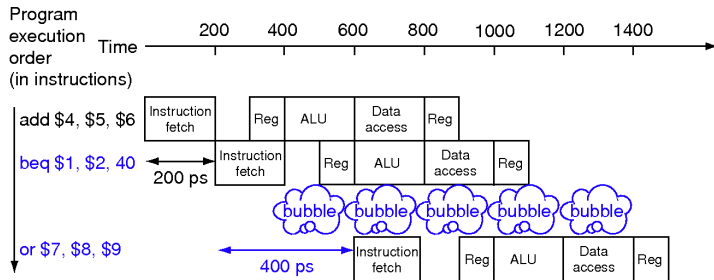 Program
execution
order
(in instructions)
Time
200 400 600 800 1000 1200 1400
add $4, $5, $6
Instruction
fetch
Reg
ALU
Data
access
Reg
beq $1, $2, 40
200 ps
Instruction
fetch
Reg
ALU
Data
access
Reg
bubble bubble bubble bubble bubble
or $7, $8, $9
400 ps
Instruction
fetch
Reg
ALU
Data
access
Reg